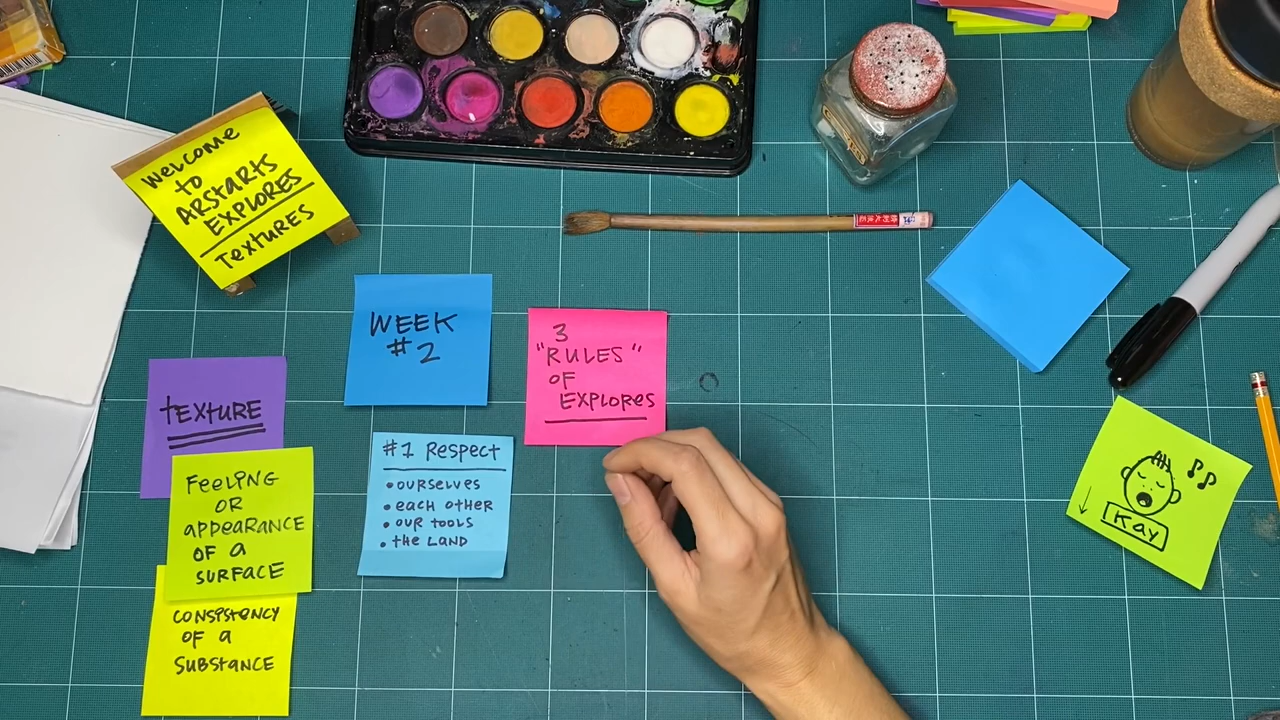 Welcome
to
ARSTARTS
EXPLORES
Textures
WEEK
#2
3
"RULES"
OF
EXPLORES
texture
Feeling
or
appearance
of a
surface
consistency
of a
substance
#1 Respect
• ourselves
• each other
• our tools
• the land
Kay